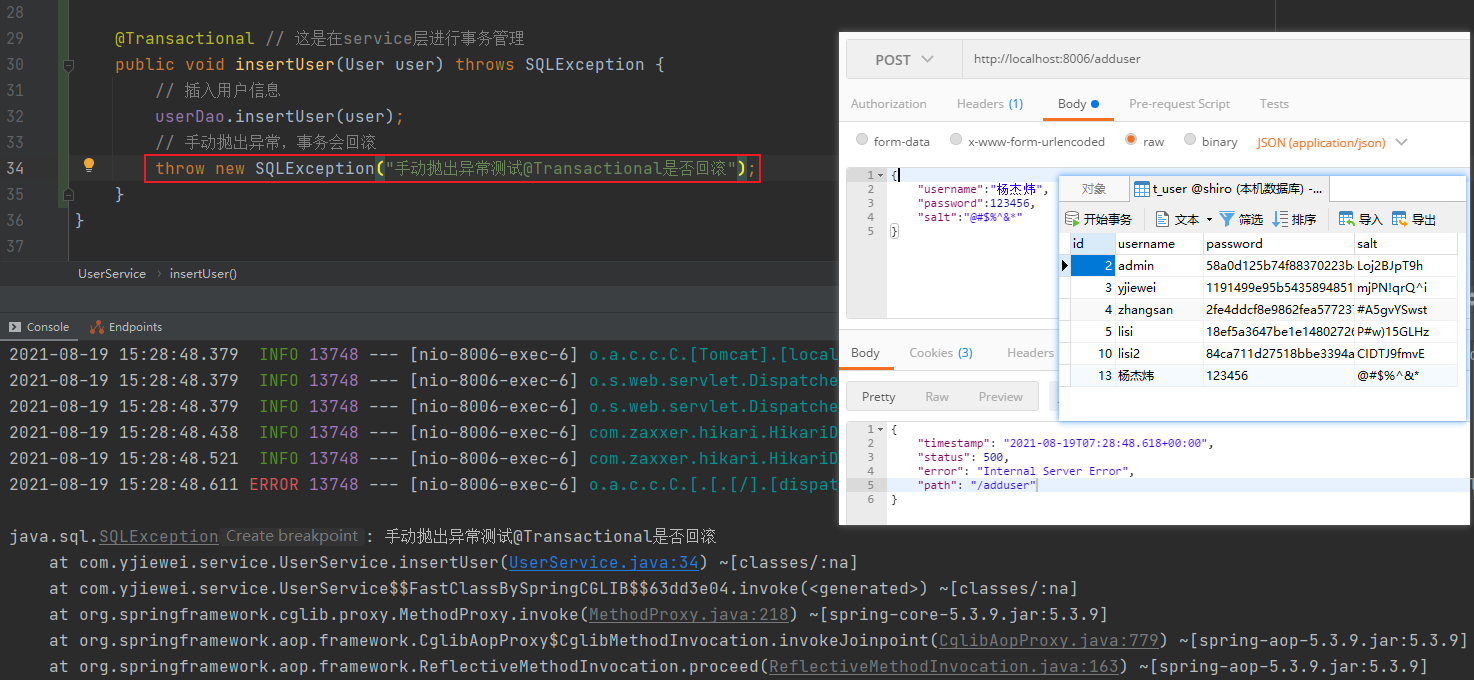 28
29 @Transactional // 这是在service层进行事务管理
30 public void insertUser(User user) throws SQLException {
31 // 插入用户信息
32 userDao.insertUser(user);
33 // 手动抛出异常，事务会回滚
34 throw new SQLException("手动抛出异常测试@Transactional是否回滚");
35 }
36 }
37
UserService › insertUser()
Console Endpoints
2021-08-19 15:28:48.379 INFO 13748 --- [nio-8006-exec-6] o.a.c.c.C.[Tomcat].[local
2021-08-19 15:28:48.379 INFO 13748 --- [nio-8006-exec-6] o.s.web.servlet.Dispatche
2021-08-19 15:28:48.379 INFO 13748 --- [nio-8006-exec-6] o.s.web.servlet.Dispatche
2021-08-19 15:28:48.438 INFO 13748 --- [nio-8006-exec-6] com.zaxxer.hikari.HikariD
2021-08-19 15:28:48.521 INFO 13748 --- [nio-8006-exec-6] com.zaxxer.hikari.HikariD
2021-08-19 15:28:48.611 ERROR 13748 --- [nio-8006-exec-6] o.a.c.c.C.[.[.[/].[dispat
java.sql.SQLException Create breakpoint : 手动抛出异常测试@Transactional是否回滚
at com.yjiewei.service.UserService.insertUser(UserService.java:34) ~[classes/:na]
at com.yjiewei.service.UserService$$FastClassBySpringCGLIB$$63dd3e04.invoke(<generated>) ~[classes/:na]
at org.springframework.cglib.proxy.MethodProxy.invoke(MethodProxy.java:218) ~[spring-core-5.3.9.jar:5.3.9]
at org.springframework.aop.framework.CglibAopProxy$CglibMethodInvocation.invokeJoinpoint(CglibAopProxy.java:779) ~[spring-aop-5.3.9.jar:5.3.9]
at org.springframework.aop.framework.ReflectiveMethodInvocation.proceed(ReflectiveMethodInvocation.java:163) ~[spring-aop-5.3.9.jar:5.3.9]
POST http://localhost:8006/adduser
Authorization Headers (1) Body Pre-request Script Tests
form-data x-www-form-urlencoded raw binary JSON (application/json)
1 {
2 "username":"杨杰炜",
3 "password":123456,
4 "salt":"@#$%^&*"
5 }
对象 t_user @shiro (本机数据库) -...
开始事务 文本 筛选 排序 导入 导出
id username password salt
2 admin 58a0d125b74f88370223b Loj2BJpT9h
3 yjiewei 1191499e95b5435894851 mjPN!qrQ^i
4 zhangsan 2fe4ddcf8e9862fea57723 #A5gvYSwst
5 lisi 18ef5a3647be1e14802726 P#w)15GLHz
10 lisi2 84ca711d27518bbe3394a CIDTJ9fmvE
13 杨杰炜 123456 @#$%^&*
Body Cookies (3) Headers
Pretty Raw Preview
1 {
2 "timestamp": "2021-08-19T07:28:48.618+00:00",
3 "status": 500,
4 "error": "Internal Server Error",
5 "path": "/adduser"
6 }